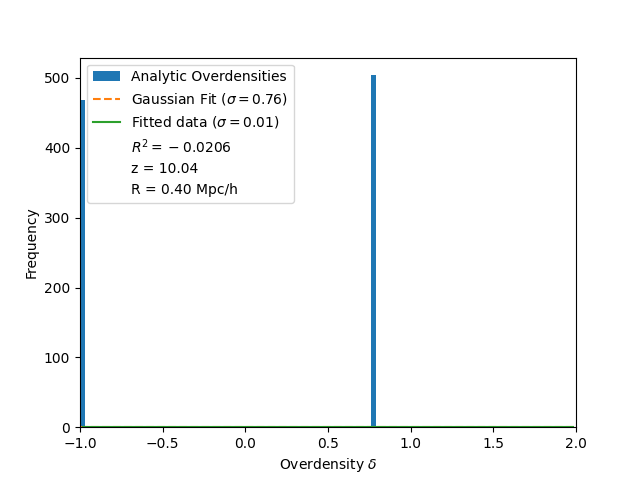 Analytic Overdensities
Gaussian Fit (σ = 0.76)
Fitted data (σ = 0.01)
R² = −0.0206
z = 10.04
R = 0.40 Mpc/h
500
400
300
200
100
0
Frequency
−1.0 −0.5 0.0 0.5 1.0 1.5 2.0
Overdensity δ